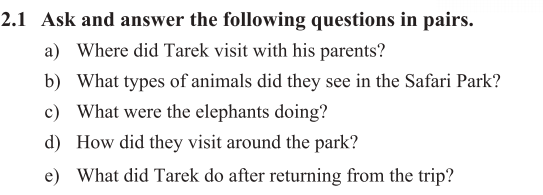 2.1 Ask and answer the following questions in pairs.
a) Where did Tarek visit with his parents?
b) What types of animals did they see in the Safari Park?
c) What were the elephants doing?
d) How did they visit around the park?
e) What did Tarek do after returning from the trip?